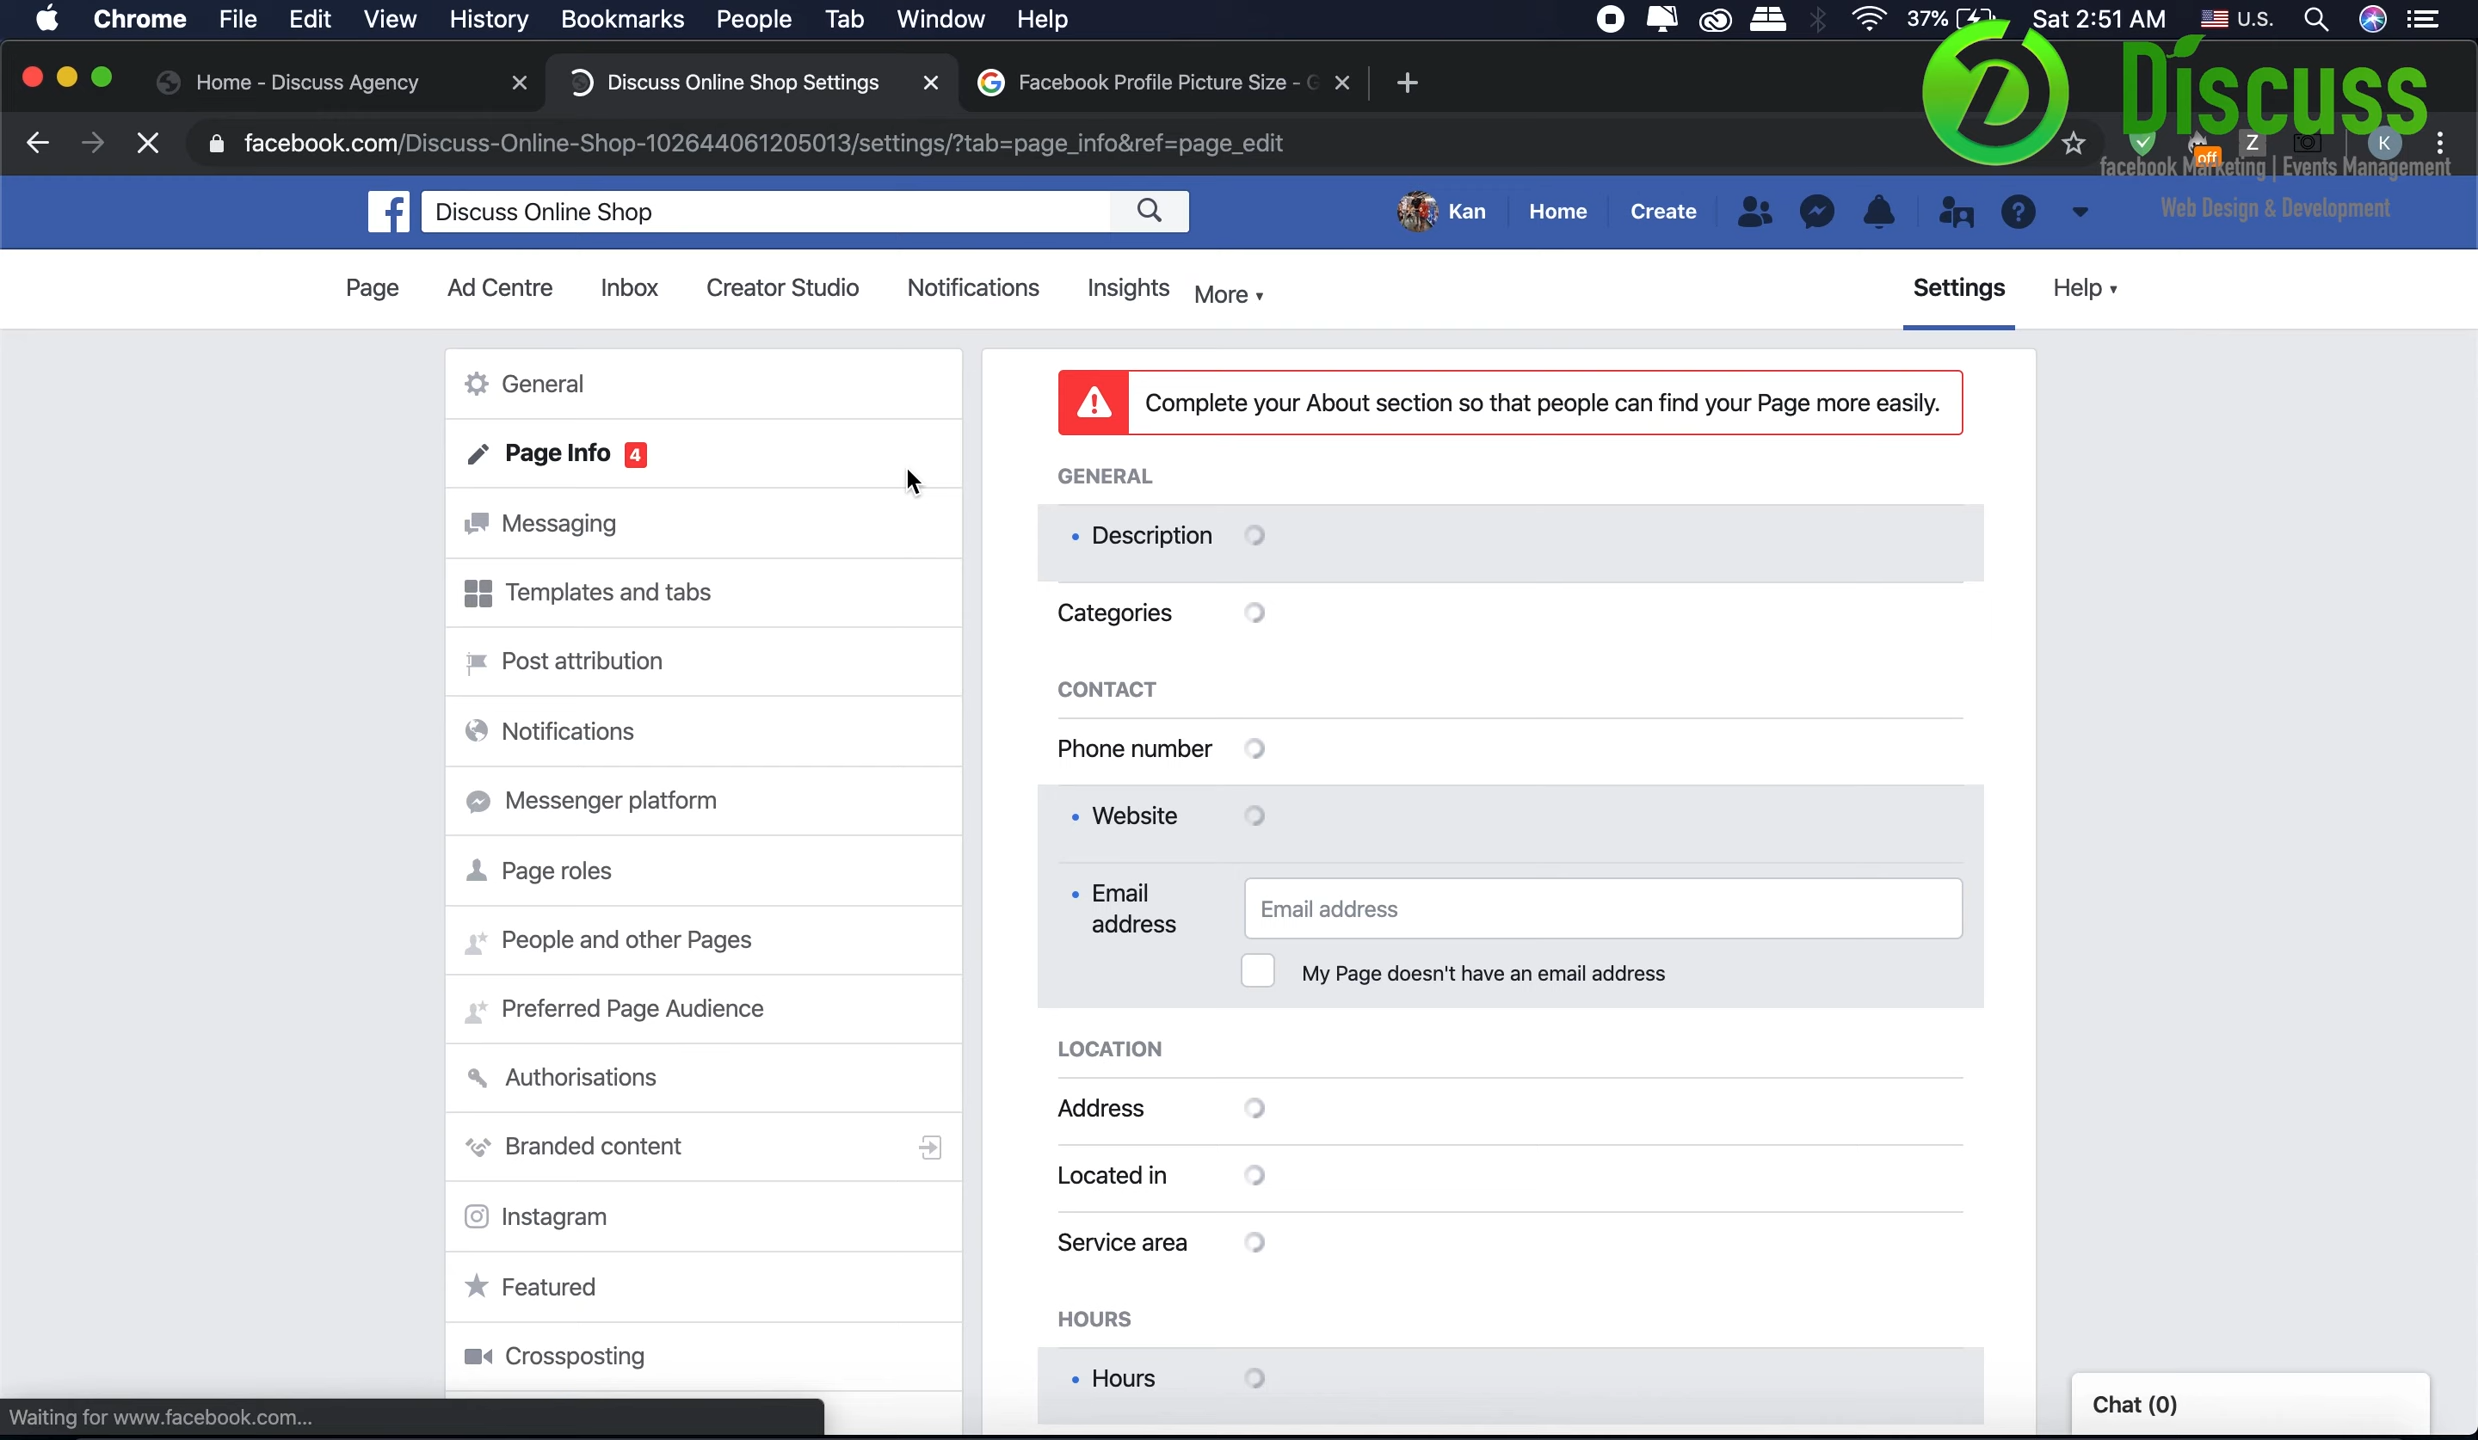 Chrome File Edit View History Bookmarks People Tab Window Help 37% Sat 2:51 AM U.S.
Home - Discuss Agency Discuss Online Shop Settings Facebook Profile Picture Size - G
Discuss
facebook.com/Discuss-Online-Shop-102644061205013/settings/?tab=page_info&ref=page_edit off Z K
facebook Marketing | Events Management
Web Design & Development
Discuss Online Shop Kan Home Create
Page Ad Centre Inbox Creator Studio Notifications Insights More Settings Help
General
Page Info 4
Messaging
Templates and tabs
Post attribution
Notifications
Messenger platform
Page roles
People and other Pages
Preferred Page Audience
Authorisations
Branded content
Instagram
Featured
Crossposting
Complete your About section so that people can find your Page more easily.
GENERAL
Description
Categories
CONTACT
Phone number
Website
Email
address
Email address
My Page doesn't have an email address
LOCATION
Address
Located in
Service area
HOURS
Hours
Chat (0)
Waiting for www.facebook.com...